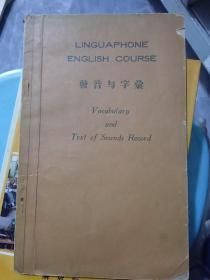 LINGUAPHONE
ENGLISH COURSE
發音与字彙
Vocabulary
and
Text of Sounds Record